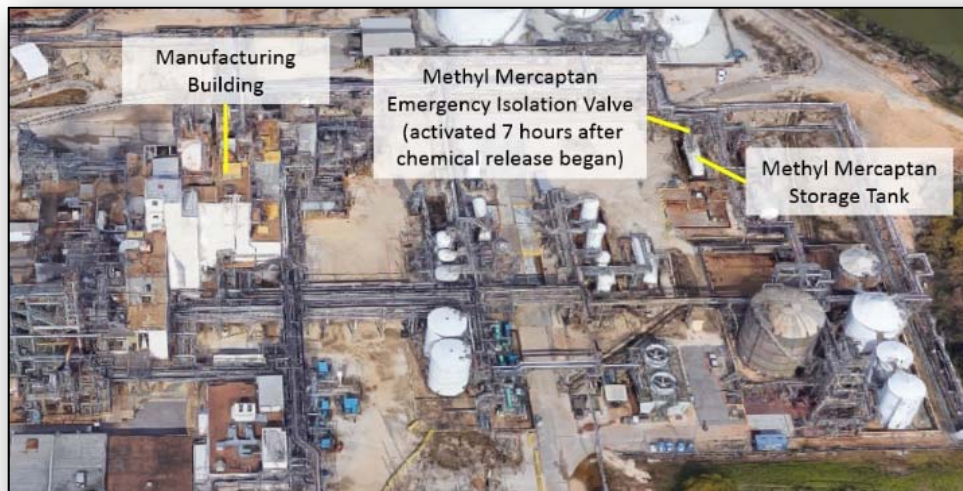 Manufacturing
Building
Methyl Mercaptan
Emergency Isolation Valve
(activated 7 hours after
chemical release began)
Methyl Mercaptan
Storage Tank